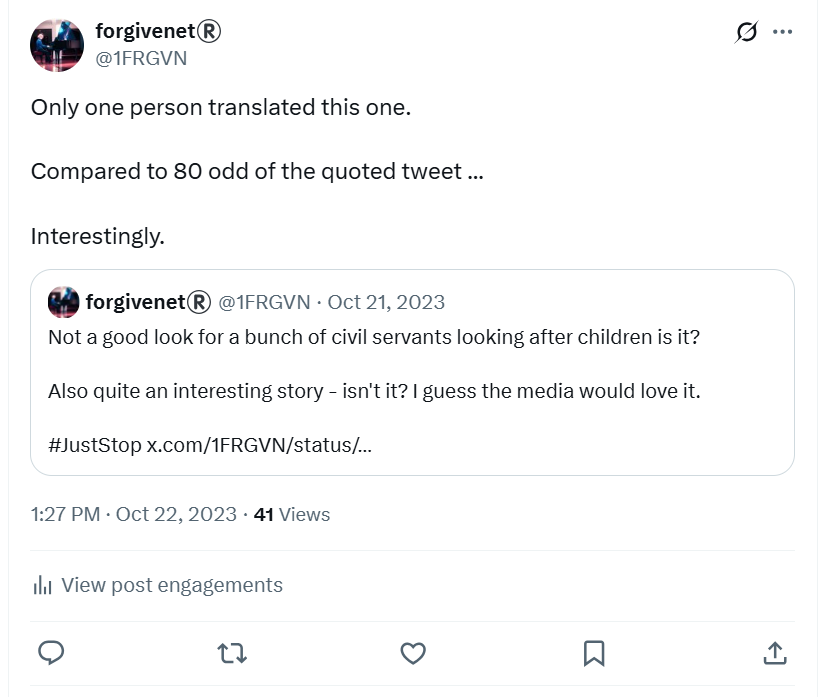 forgivenet®
@1FRGVN
Only one person translated this one.
Compared to 80 odd of the quoted tweet ...
Interestingly.
forgivenet® @1FRGVN · Oct 21, 2023
Not a good look for a bunch of civil servants looking after children is it?
Also quite an interesting story - isn't it? I guess the media would love it.
#JustStop x.com/1FRGVN/status/...
1:27 PM · Oct 22, 2023 · 41 Views
View post engagements